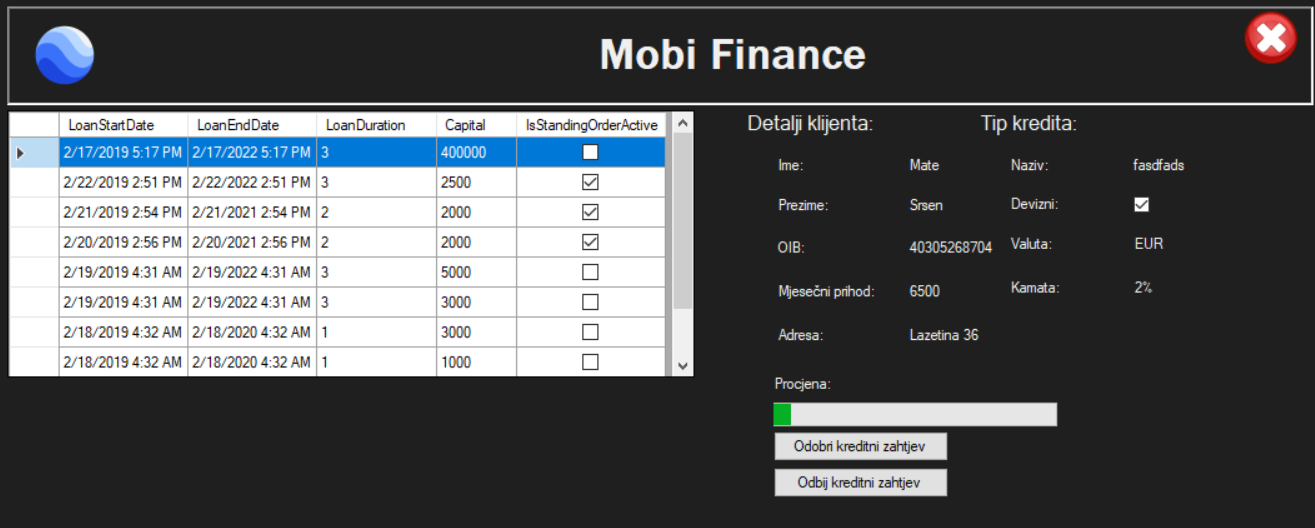 Mobi Finance
LoanStartDate LoanEndDate LoanDuration Capital IsStandingOrderActive
2/17/2019 5:17 PM 2/17/2022 5:17 PM 3 400000
2/22/2019 2:51 PM 2/22/2022 2:51 PM 3 2500
2/21/2019 2:54 PM 2/21/2021 2:54 PM 2 2000
2/20/2019 2:56 PM 2/20/2021 2:56 PM 2 2000
2/19/2019 4:31 AM 2/19/2022 4:31 AM 3 5000
2/19/2019 4:31 AM 2/19/2022 4:31 AM 3 3000
2/18/2019 4:32 AM 2/18/2020 4:32 AM 1 3000
2/18/2019 4:32 AM 2/18/2020 4:32 AM 1 1000
Detalji klijenta: Tip kredita:
Ime: Mate Naziv: fasdfads
Prezime: Srsen Devizni:
OIB: 40305268704 Valuta: EUR
Mjesečni prihod: 6500 Kamata: 2%
Adresa: Lazetina 36
Procjena:
Odobri kreditni zahtjev
Odbij kreditni zahtjev